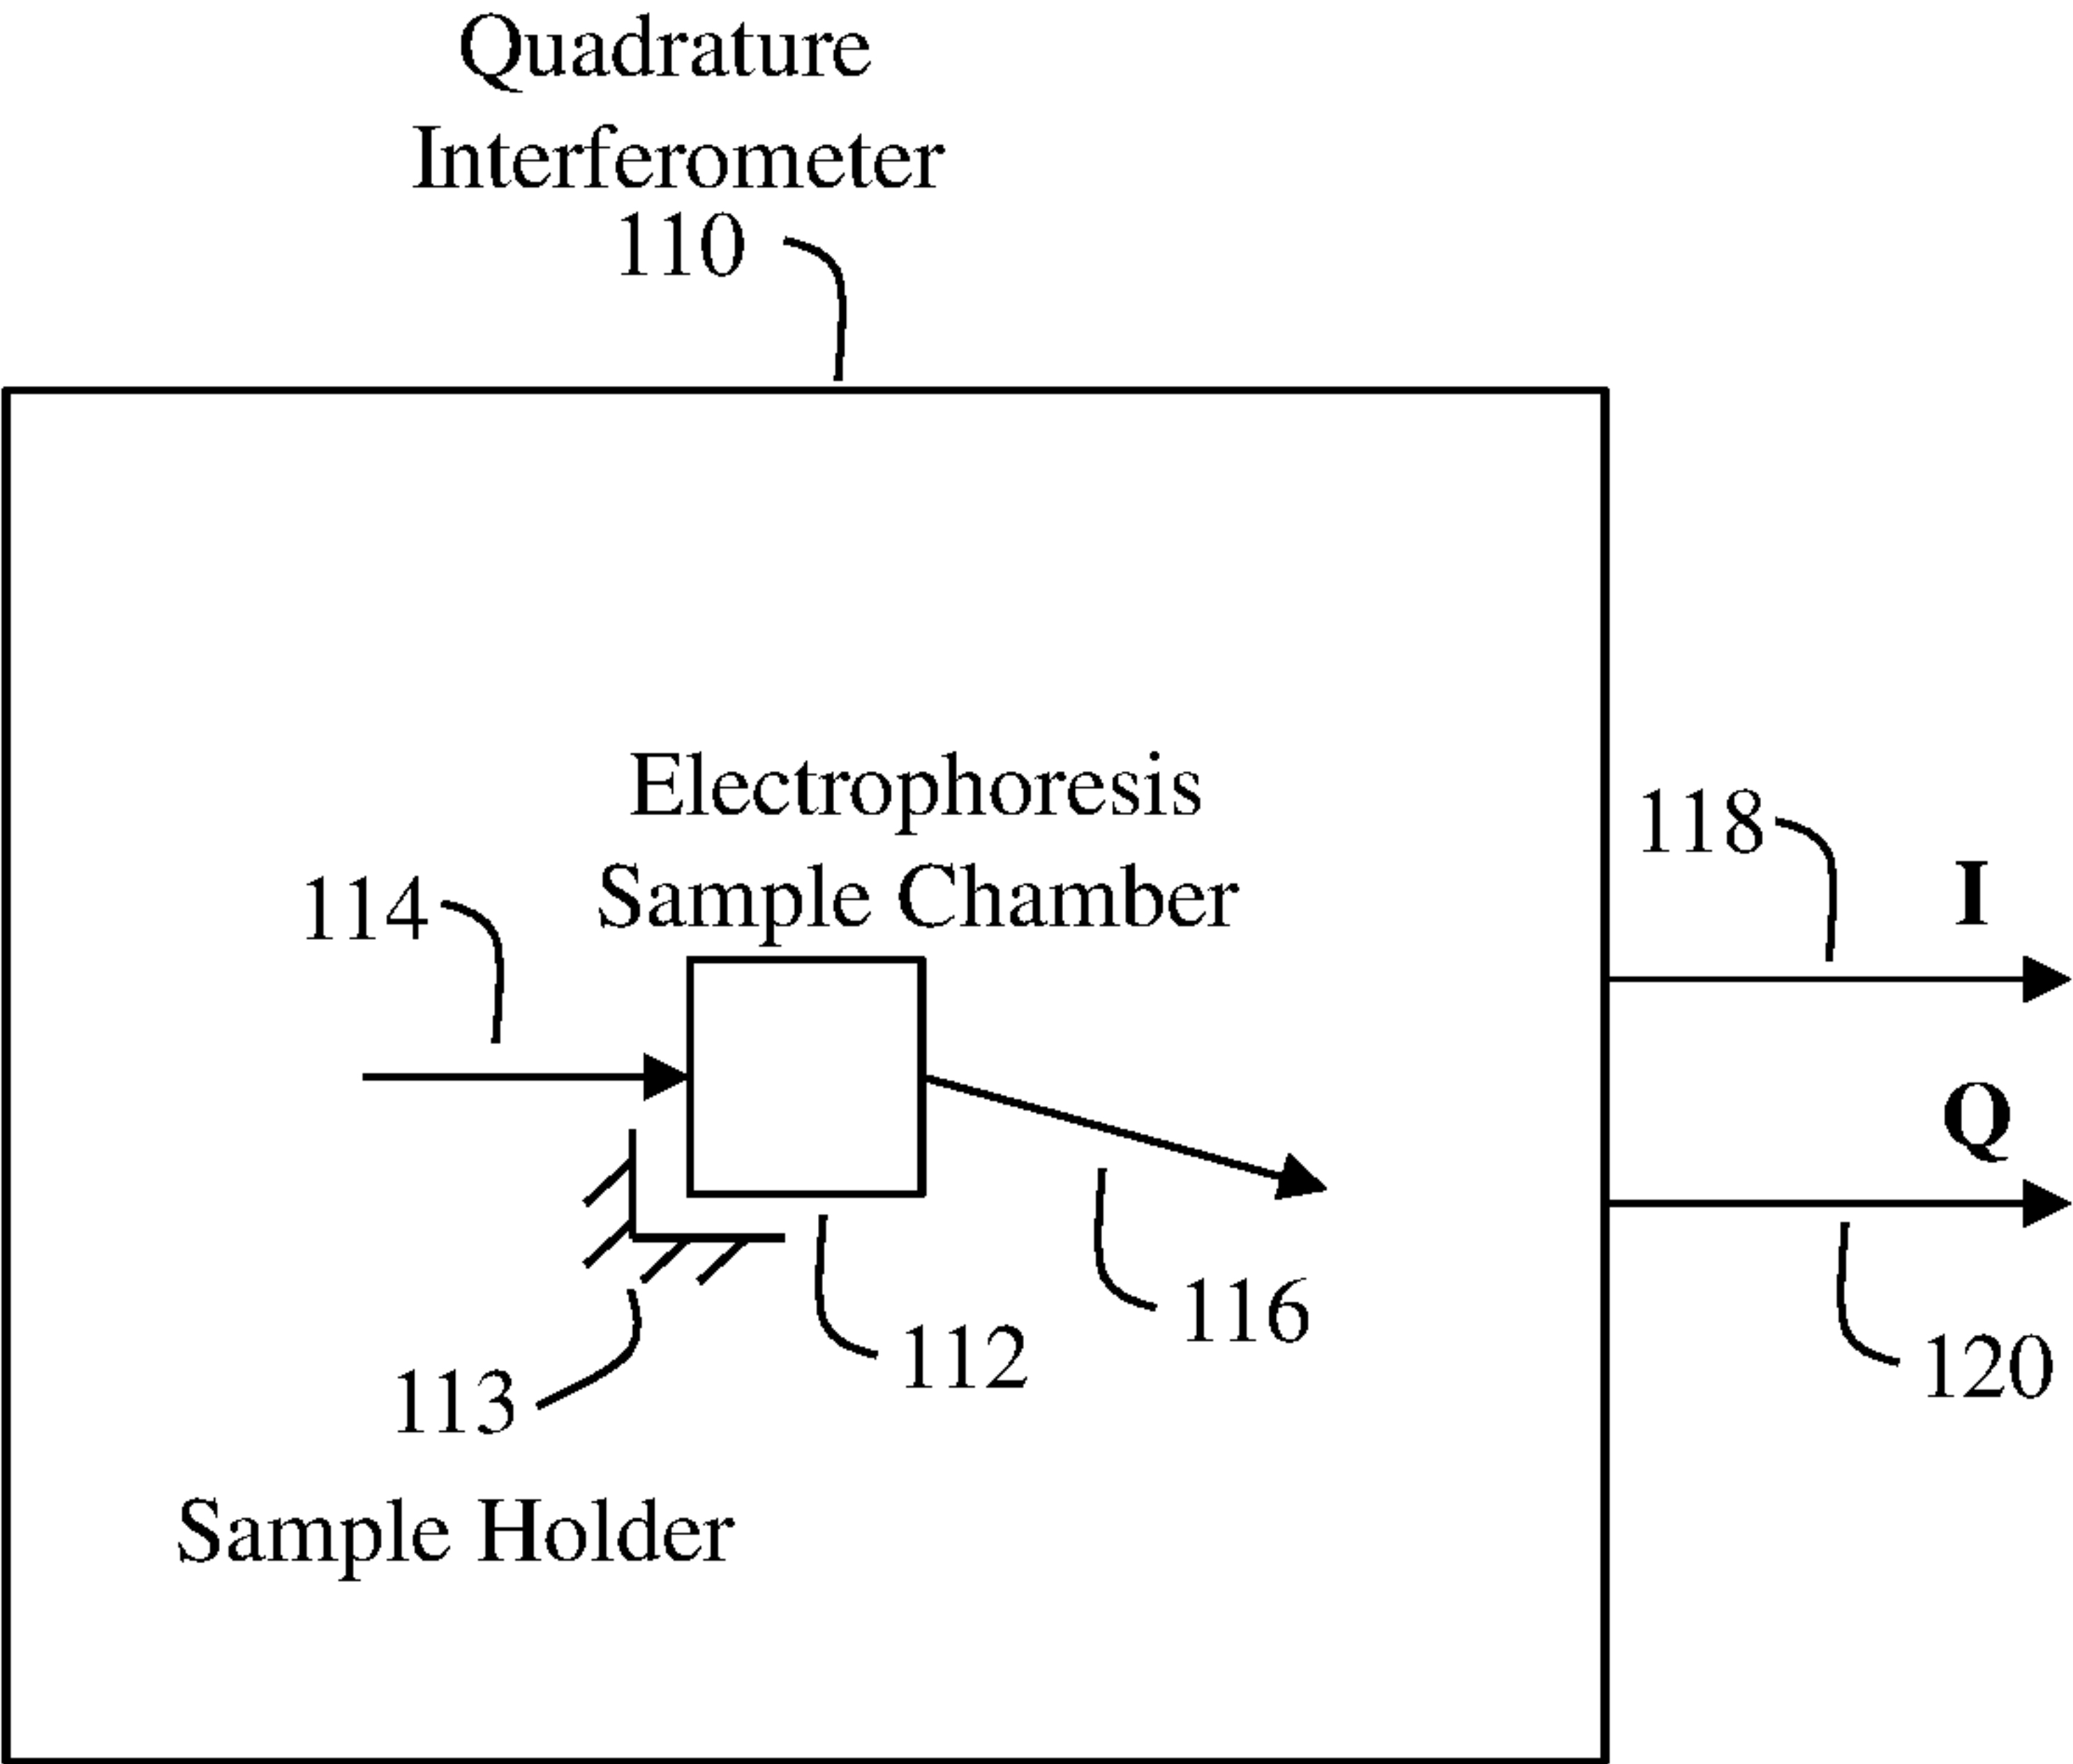 Quadrature
Interferometer
110
Electrophoresis
Sample Chamber
114
118
I
Q
116
112
120
113
Sample Holder